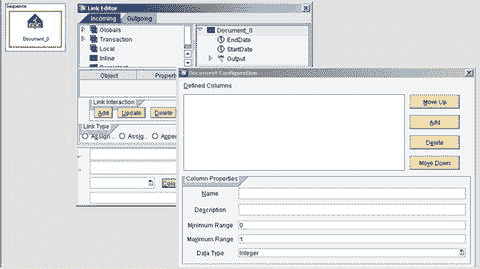 Sequence
Document_0
Link Editor
Incoming
Outgoing
Globals
Transaction
Local
Inline
Document_0
EndDate
StartDate
Output
Object
Link Interaction
Add
Update
Delete
Link Type
Assign...
Assig...
Document Configuration
Defined Columns
Move Up
Add
Delete
Move Down
Column Properties
Name
Description
Minimum Range
0
Maximum Range
1
Data Type
Integer